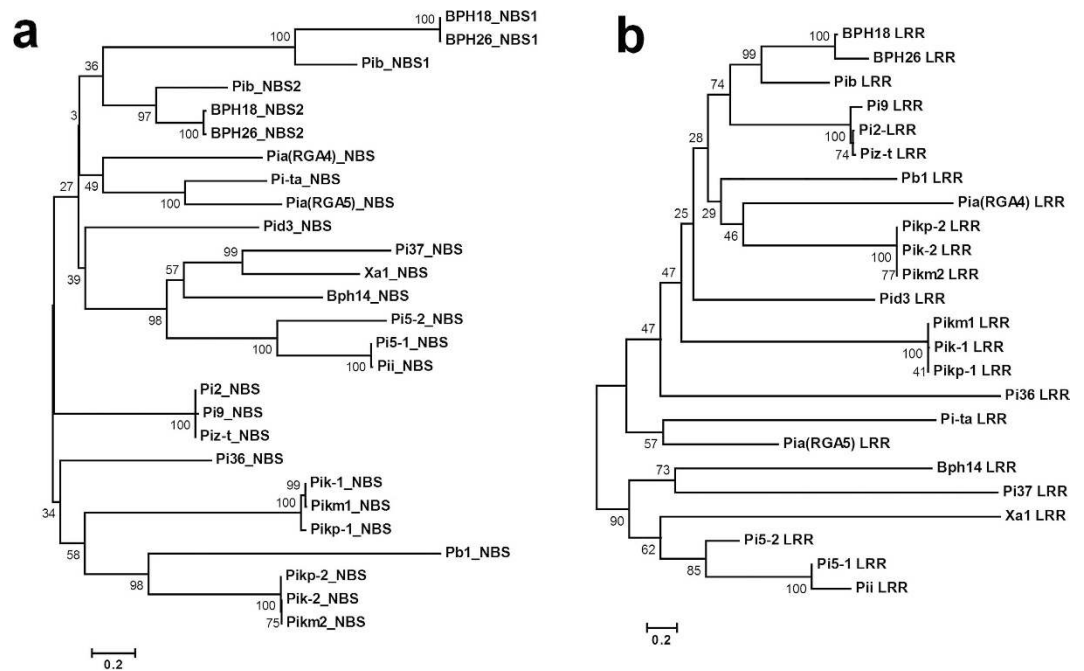 a
100
BPH18_NBS1
BPH26_NBS1
100
Pib_NBS1
36
Pib_NBS2
97
BPH18_NBS2
100
BPH26_NBS2
3
Pia(RGA4)_NBS
49
Pi-ta_NBS
100
Pia(RGA5)_NBS
27
Pid3_NBS
39
99
Pi37_NBS
57
Xa1_NBS
Bph14_NBS
98
Pi5-2_NBS
100
Pi5-1_NBS
100
Pii_NBS
Pi2_NBS
Pi9_NBS
100
Piz-t_NBS
Pi36_NBS
34
99
Pik-1_NBS
100
Pikm1_NBS
Pikp-1_NBS
58
Pb1_NBS
98
Pikp-2_NBS
100
Pik-2_NBS
75
Pikm2_NBS
0.2
b
100
BPH18 LRR
99
BPH26 LRR
74
Pib LRR
Pi9 LRR
100
Pi2-LRR
74
Piz-t LRR
28
Pb1 LRR
29
Pia(RGA4) LRR
46
Pikp-2 LRR
100
Pik-2 LRR
77
Pikm2 LRR
25
Pid3 LRR
47
Pikm1 LRR
100
Pik-1 LRR
41
Pikp-1 LRR
47
Pi36 LRR
Pi-ta LRR
57
Pia(RGA5) LRR
73
Bph14 LRR
Pi37 LRR
90
Xa1 LRR
62
Pi5-2 LRR
85
Pi5-1 LRR
100
Pii LRR
0.2